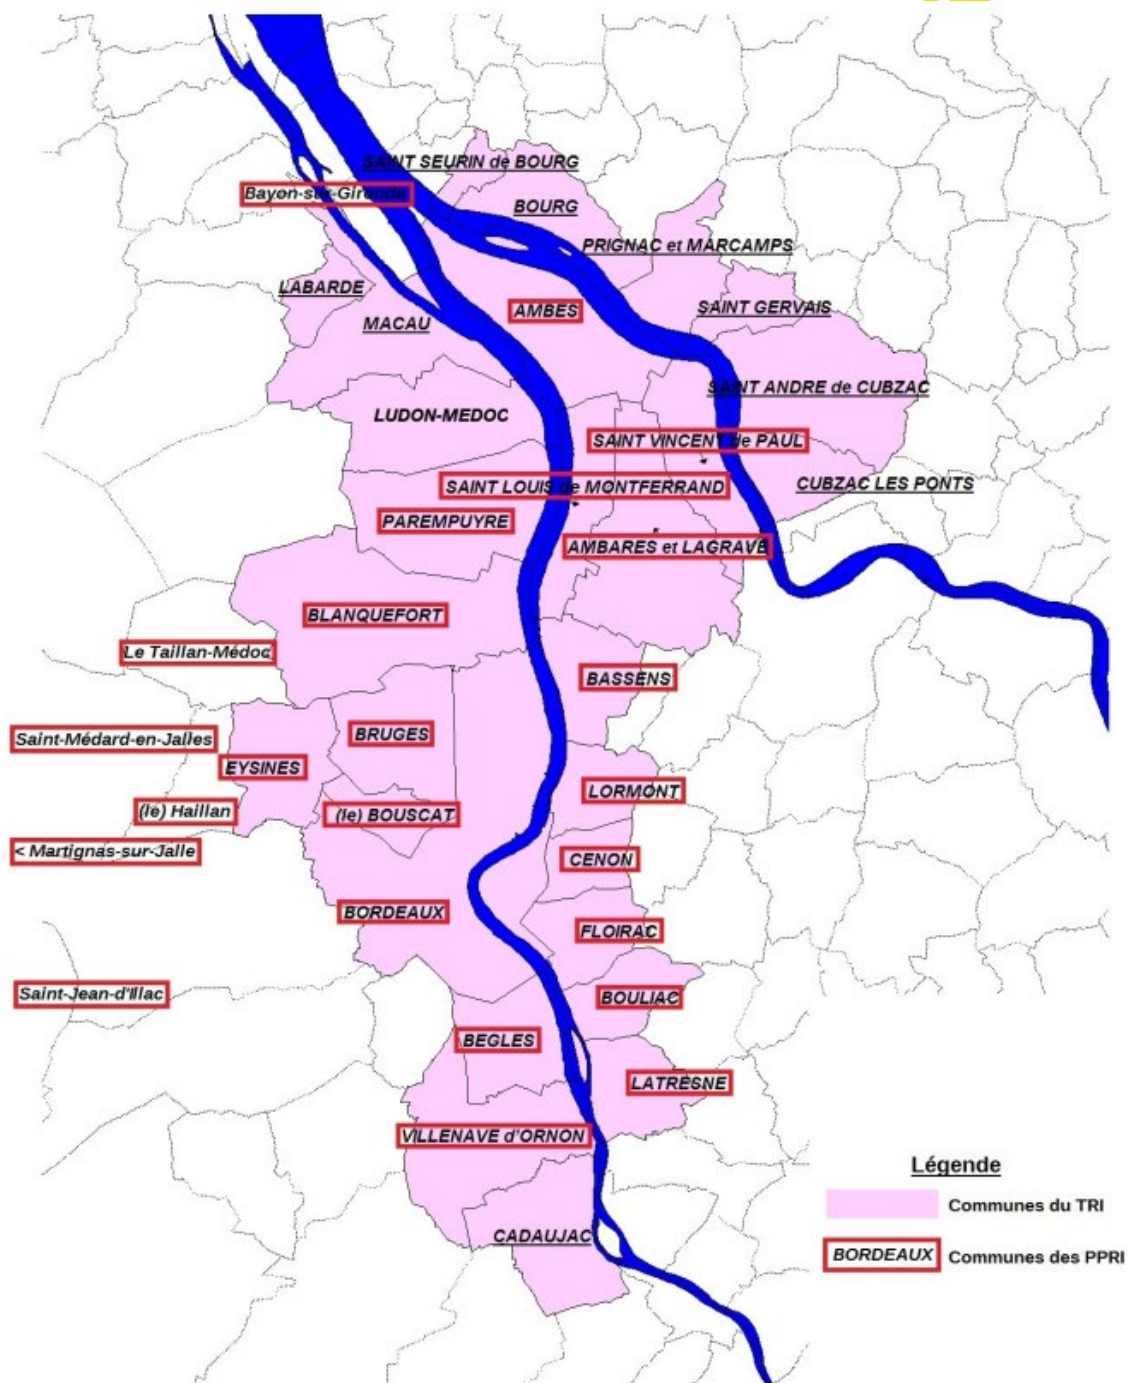 SAINT SEURIN de BOURG
Bayon-sur-Gironde
BOURG
PRIGNAC et MARCAMPS
LABARDE
AMBES
SAINT GERVAIS
MACAU
SAINT ANDRE de CUBZAC
LUDON-MEDOC
SAINT VINCENT de PAUL
SAINT LOUIS de MONTFERRAND
CUBZAC LES PONTS
PAREMPUYRE
AMBARES et LAGRAVE
BLANQUEFORT
Le Taillan-Médoc
BASSENS
Saint-Médard-en-Jalles
BRUGES
EYSINES
LORMONT
(le) Haillan
(le) BOUSCAT
< Martignas-sur-Jalle
CENON
BORDEAUX
FLOIRAC
Saint-Jean-d'Illac
BOULIAC
BEGLES
LATRESNE
VILLENAVE d'ORNON
Légende
Communes du TRI
CADAUJAC
BORDEAUX Communes des PPRI